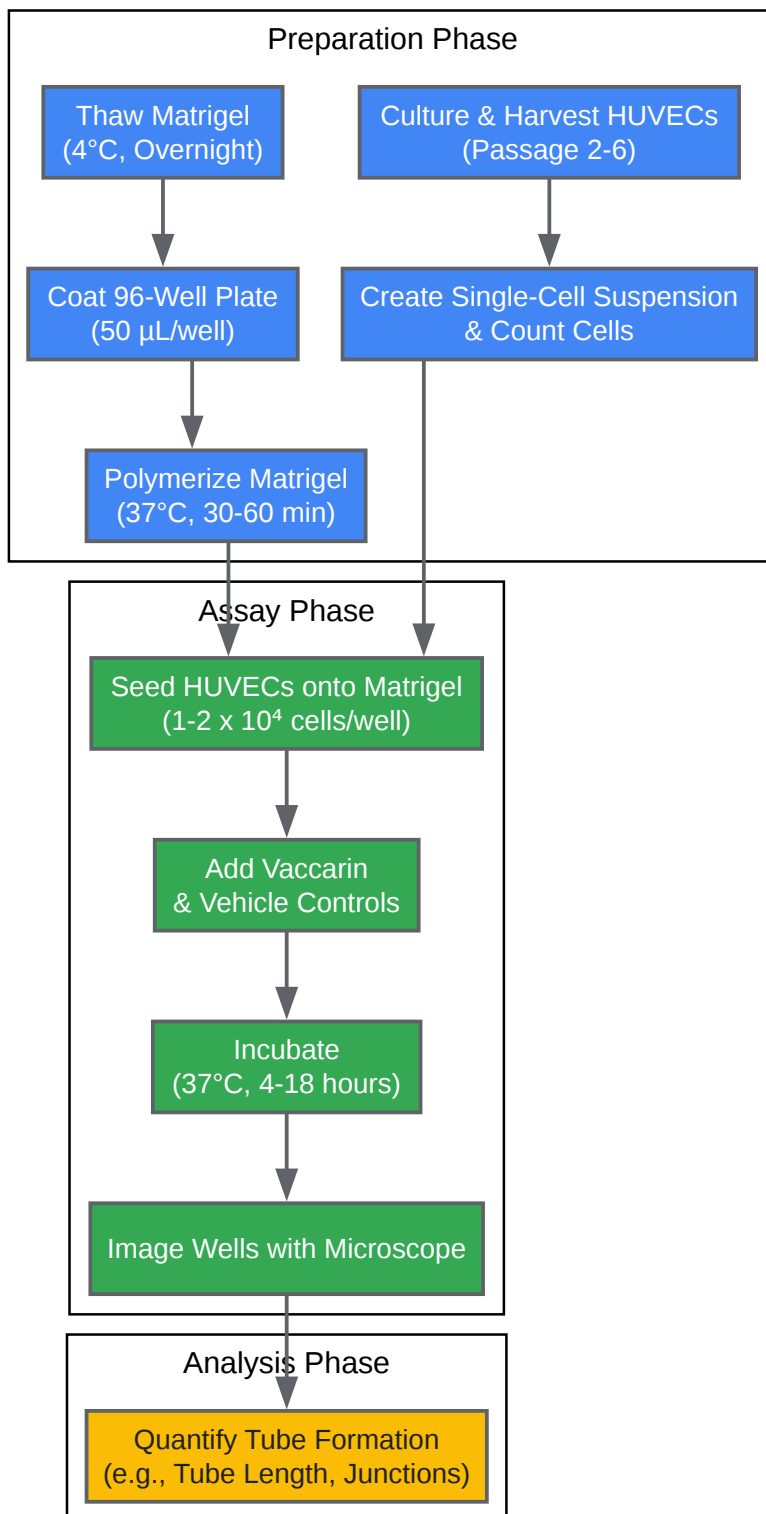 Preparation Phase
Thaw Matrigel
(4°C, Overnight)
Culture & Harvest HUVECs
(Passage 2-6)
Coat 96-Well Plate
(50 µL/well)
Create Single-Cell Suspension
& Count Cells
Polymerize Matrigel
(37°C, 30-60 min)
Assay Phase
Seed HUVECs onto Matrigel
(1-2 x 10⁴ cells/well)
Add Vaccarin
& Vehicle Controls
Incubate
(37°C, 4-18 hours)
Image Wells with Microscope
Analysis Phase
Quantify Tube Formation
(e.g., Tube Length, Junctions)